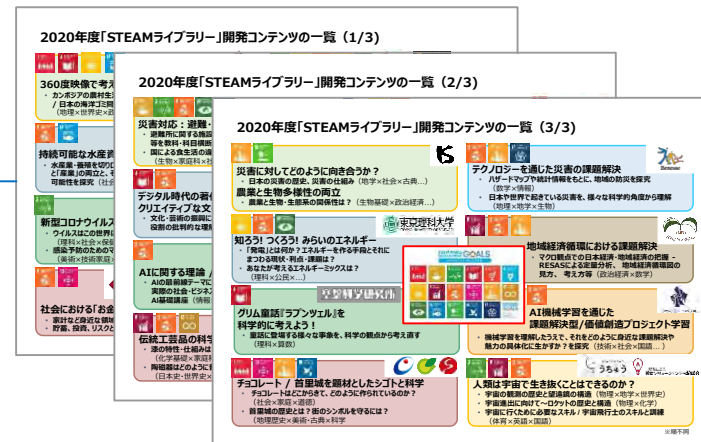 2020年度「STEAMライブラリー」開発コンテンツの一覧（1/3）
360度映像で考え
・ カンボジアの農村生
/ 日本の海洋ゴミ問
（地理×世界史×政
持続可能な水産資
・ 水産業・養殖を切り口
と「産業」の両立と、そ
可能性を探究（社会
新型コロナウイルス
・ ウイルスはこの世界に
（理科×社会×保健
・ 感染予防のためのマ
（美術×技術家庭×
社会における「お金
・ 家計など身近な領域
・ 貯蓄、投資、リスクと
2020年度「STEAMライブラリー」開発コンテンツの一覧（2/3）
災害対応：避難・
・ 避難所に関する施設
等を教科・科目横断
・ 国による食生活の違
（生物×家庭科×社
デジタル時代の著作
クリエイティブな文
・ 文化・芸術の振興に
役割の批判的な理解
AIに関する理論 /
・ AIの最前線テーマに
実際の社会・ビジネス
・ AI基礎講座（情報
伝統工芸品の科学
・ 漆の特性・仕組みは
（化学基礎×家庭科
・ 陶磁器はどのように
（日本史・世界史×
2020年度「STEAMライブラリー」開発コンテンツの一覧（3/3）
災害に対してどのように向き合うか？
・ 日本の災害の歴史、災害の仕組み（地学×社会×古典…）
農業と生物多様性の両立
・ 農業と生物・生態系の関係性は？（生物基礎×政治経済…）
テクノロジーを通じた災害の課題解決
・ ハザードマップや統計情報をもとに、地域の防災を探究
（数学×情報）
・ 日本や世界で起きている災害を、様々な科学的角度から理解
（地理×地学×生物）
東京理科大学
知ろう！つくろう！みらいのエネルギー
・ 「発電」とは何か？エネルギーを作る手段とそれに
まつわる現状・利点・課題は？
・ あなたが考えるエネルギーミックスは？
（理科×公民×…）
GOALS
地域経済循環における課題解決
・ マクロ観点での日本経済・地域経済の把握 -
RESASによる定量分析、地域経済循環図の
見方、考え方等（政治経済×数学）
グリム童話『ラプンツェル』を
科学的に考えよう！
・ 童話に登場する様々な事象を、科学の観点から考え直す
（理科×算数）
AI機械学習を通じた
課題解決型/価値創造プロジェクト学習
・ 機械学習を理解したうえで、それをどのように身近な課題解決や
魅力の具体化に生かすか？を探究（技術×社会×国語…）
チョコレート / 首里城を題材としたシゴトと科学
・ チョコレートはどこからきて、どのように作られているのか？
（社会×家庭×道徳）
・ 首里城の歴史とは？街のシンボルを守るには？
（地理歴史×美術・古典×科学
うちゅう
人類は宇宙で生き抜くことはできるのか？
・ 宇宙の観測の歴史と望遠鏡の構造（物理×地学×世界史）
・ 宇宙進出に向けて～ロケットの歴史と構造（物理×化学）
・ 宇宙に行くために必要なスキル / 宇宙飛行士のスキルと訓練
（体育×英語×国語）
※順不同